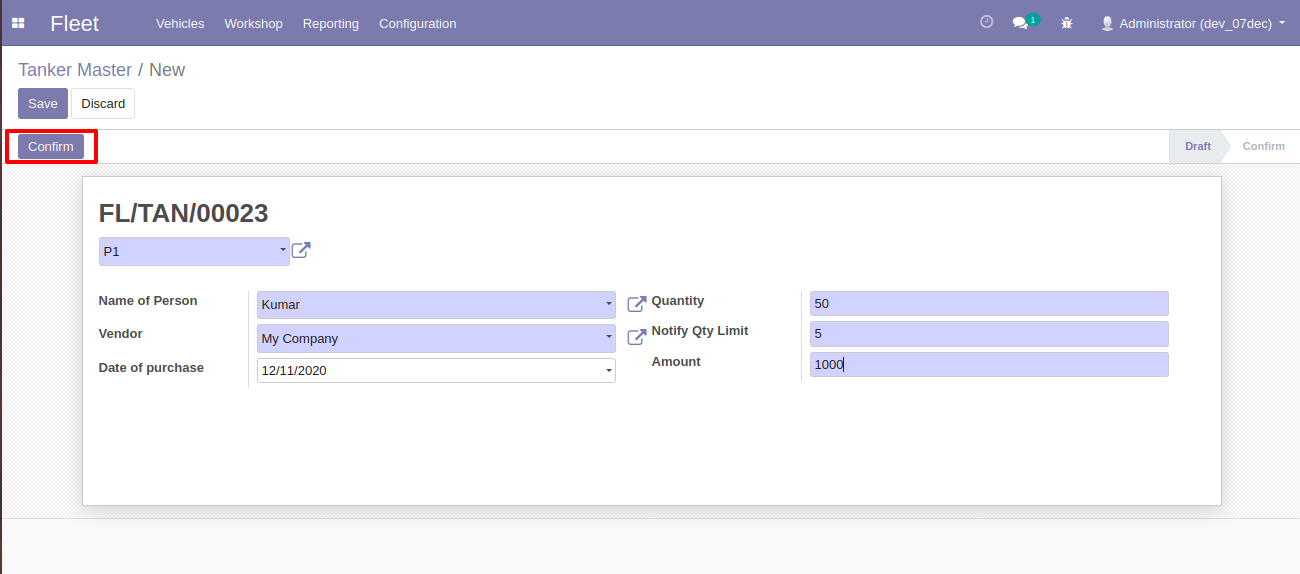 Fleet Vehicles Workshop Reporting Configuration 1 Administrator (dev_07dec)
Tanker Master / New
Save Discard
Confirm Draft Confirm
FL/TAN/00023
P1
Name of Person Kumar Quantity 50
Vendor My Company Notify Qty Limit 5
Date of purchase 12/11/2020 Amount 1000